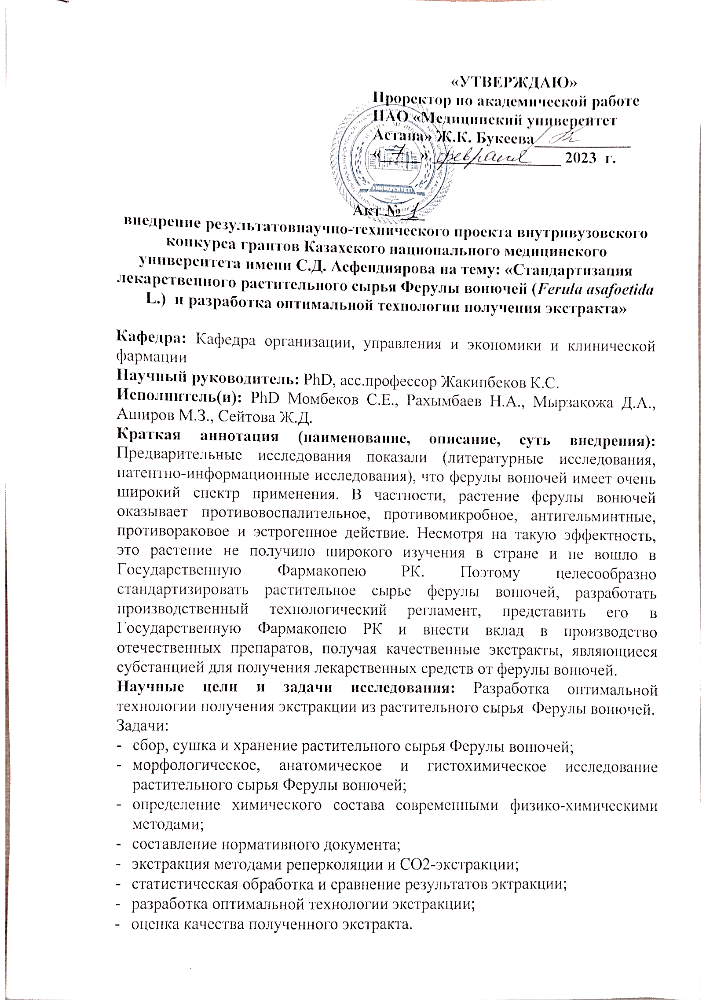 «УТВЕРЖДАЮ»
Проректор по академической работе
НАО «Медицинский университет
Астана» Ж.К. Букеева
« 7 » февраля 2023 г.
УНИВЕРСИТЕТІ
Акт № 1
внедрение результатовнаучно-технического проекта внутривузовского
конкурса грантов Казахского национального медицинского
университета имени С.Д. Асфендиярова на тему: «Стандартизация
лекарственного растительного сырья Ферулы вонючей (Ferula asafoetida
L.) и разработка оптимальной технологии получения экстракта»
Кафедра: Кафедра организации, управления и экономики и клинической
фармации
Научный руководитель: PhD, асс.профессор Жакипбеков К.С.
Исполнитель(и): PhD Момбеков С.Е., Рахымбаев Н.А., Мырзақожа Д.А.,
Аширов М.З., Сейтова Ж.Д.
Краткая аннотация (наименование, описание, суть внедрения):
Предварительные исследования показали (литературные исследования,
патентно-информационные исследования), что ферулы вонючей имеет очень
широкий спектр применения. В частности, растение ферулы вонючей
оказывает противовоспалительное, противомикробное, антигельминтные,
противораковое и эстрогенное действие. Несмотря на такую эффектность,
это растение не получило широкого изучения в стране и не вошло в
Государственную Фармакопею РК. Поэтому целесообразно
стандартизировать растительное сырье ферулы вонючей, разработать
производственный технологический регламент, представить его в
Государственную Фармакопею РК и внести вклад в производство
отечественных препаратов, получая качественные экстракты, являющиеся
субстанцией для получения лекарственных средств от ферулы вонючей.
Научные цели и задачи исследования: Разработка оптимальной
технологии получения экстракции из растительного сырья Ферулы вонючей.
Задачи:
- сбор, сушка и хранение растительного сырья Ферулы вонючей;
- морфологическое, анатомическое и гистохимическое исследование
растительного сырья Ферулы вонючей;
- определение химического состава современными физико-химическими
методами;
- составление нормативного документа;
- экстракция методами реперколяции и СО2-экстракции;
- статистическая обработка и сравнение результатов эктракции;
- разработка оптимальной технологии экстракции;
- оценка качества полученного экстракта.